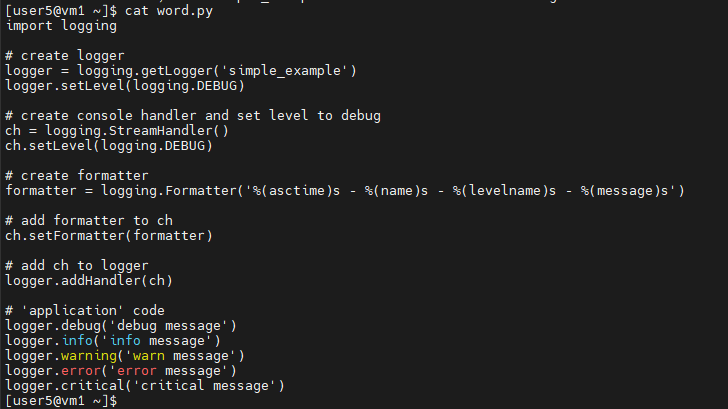 [user5@vm1 ~]$ cat word.py
import logging

# create logger
logger = logging.getLogger('simple_example')
logger.setLevel(logging.DEBUG)

# create console handler and set level to debug
ch = logging.StreamHandler()
ch.setLevel(logging.DEBUG)

# create formatter
formatter = logging.Formatter('%(asctime)s - %(name)s - %(levelname)s - %(message)s')

# add formatter to ch
ch.setFormatter(formatter)

# add ch to logger
logger.addHandler(ch)

# 'application' code
logger.debug('debug message')
logger.info('info message')
logger.warning('warn message')
logger.error('error message')
logger.critical('critical message')
[user5@vm1 ~]$